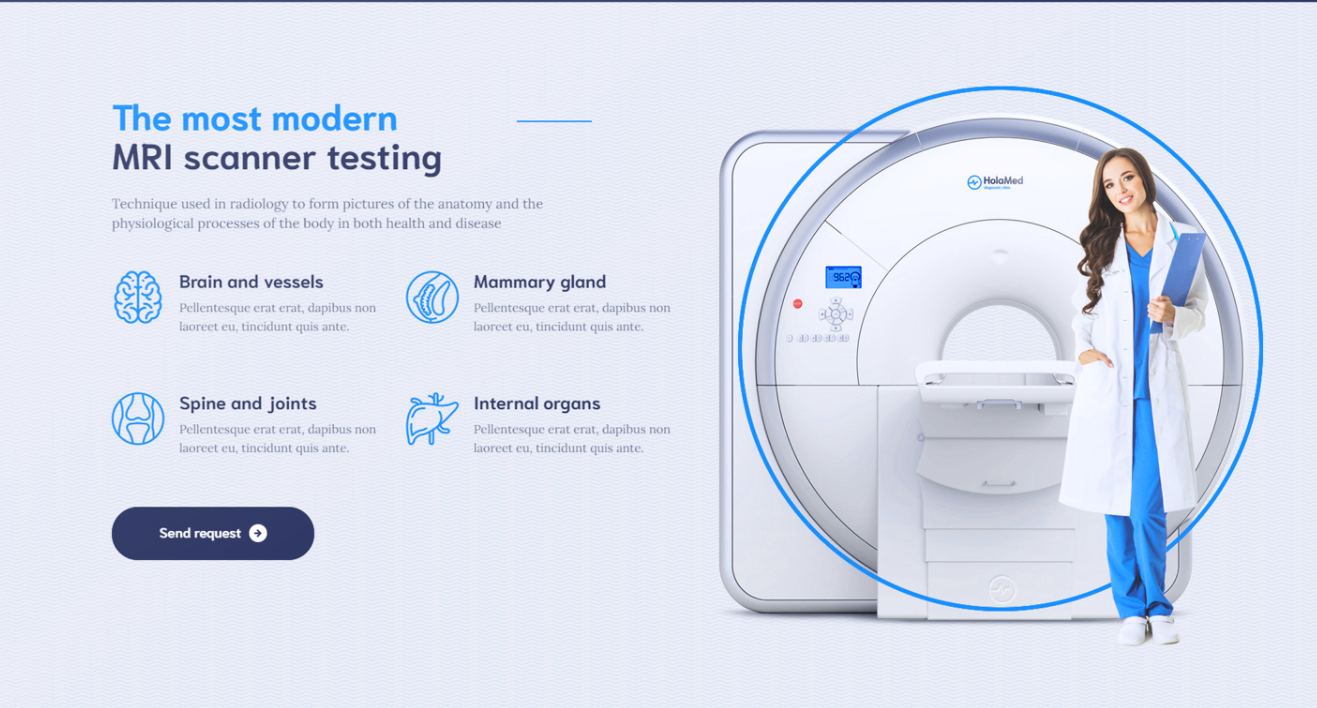 The most modern
MRI scanner testing
Technique used in radiology to form pictures of the anatomy and the
physiological processes of the body in both health and disease
Brain and vessels
Pellentesque erat erat, dapibus non
laoreet eu, tincidunt quis ante.
Mammary gland
Pellentesque erat erat, dapibus non
laoreet eu, tincidunt quis ante.
Spine and joints
Pellentesque erat erat, dapibus non
laoreet eu, tincidunt quis ante.
Internal organs
Pellentesque erat erat, dapibus non
laoreet eu, tincidunt quis ante.
Send request
HolaMed